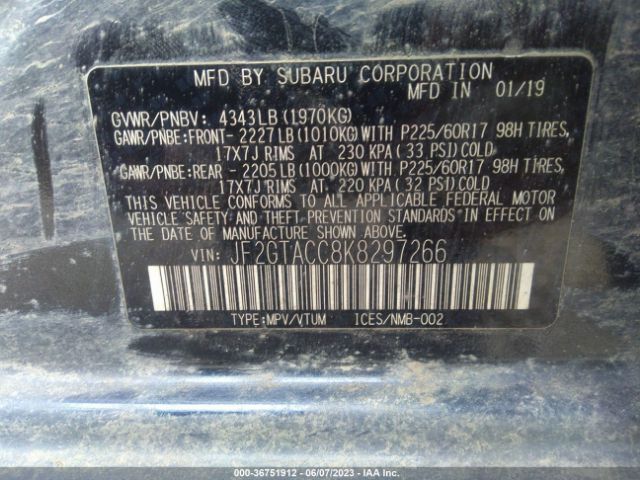 MFD BY SUBARU CORPORATION
MFD IN 01/19
GVWR/PNBV: 4343LB(1970KG)
GAWR/PNBE:FRONT- 2227LB(1010KG)WITH P225/60R17 98H TIRES,
17X7J RIMS AT 230 KPA(33 PSI)COLD
GAWR/PNBE:REAR - 2205LB(1000KG)WITH P225/60R17 98H TIRES,
17X7J RIMS AT 220 KPA(32 PSI)COLD
THIS VEHICLE CONFORMS TO ALL APPLICABLE FEDERAL MOTOR
VEHICLE SAFETY AND THEFT PREVENTION STANDARDS IN EFFECT ON
DATE OF MANUFACTURE SHOWN ABOVE.
VIN: JF2GTACC8K8297266
TYPE:MPV/VTUM ICES/NMB-002
000-36751912 - 06/07/2023 - IAA Inc.